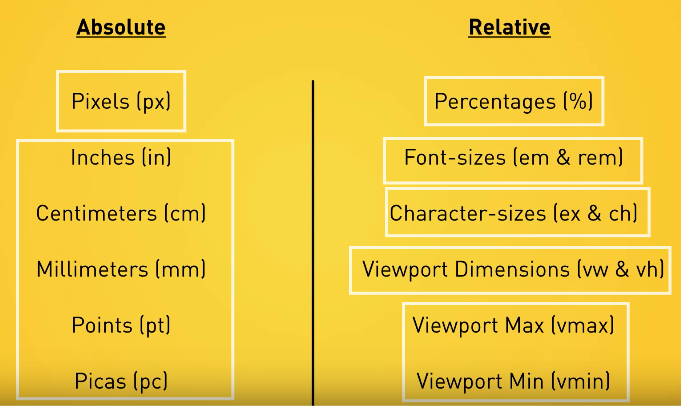 Absolute
Pixels (px)
Inches (in)
Centimeters (cm)
Millimeters (mm)
Points (pt)
Picas (pc)
Relative
Percentages (%)
Font-sizes (em & rem)
Character-sizes (ex & ch)
Viewport Dimensions (vw & vh)
Viewport Max (vmax)
Viewport Min (vmin)